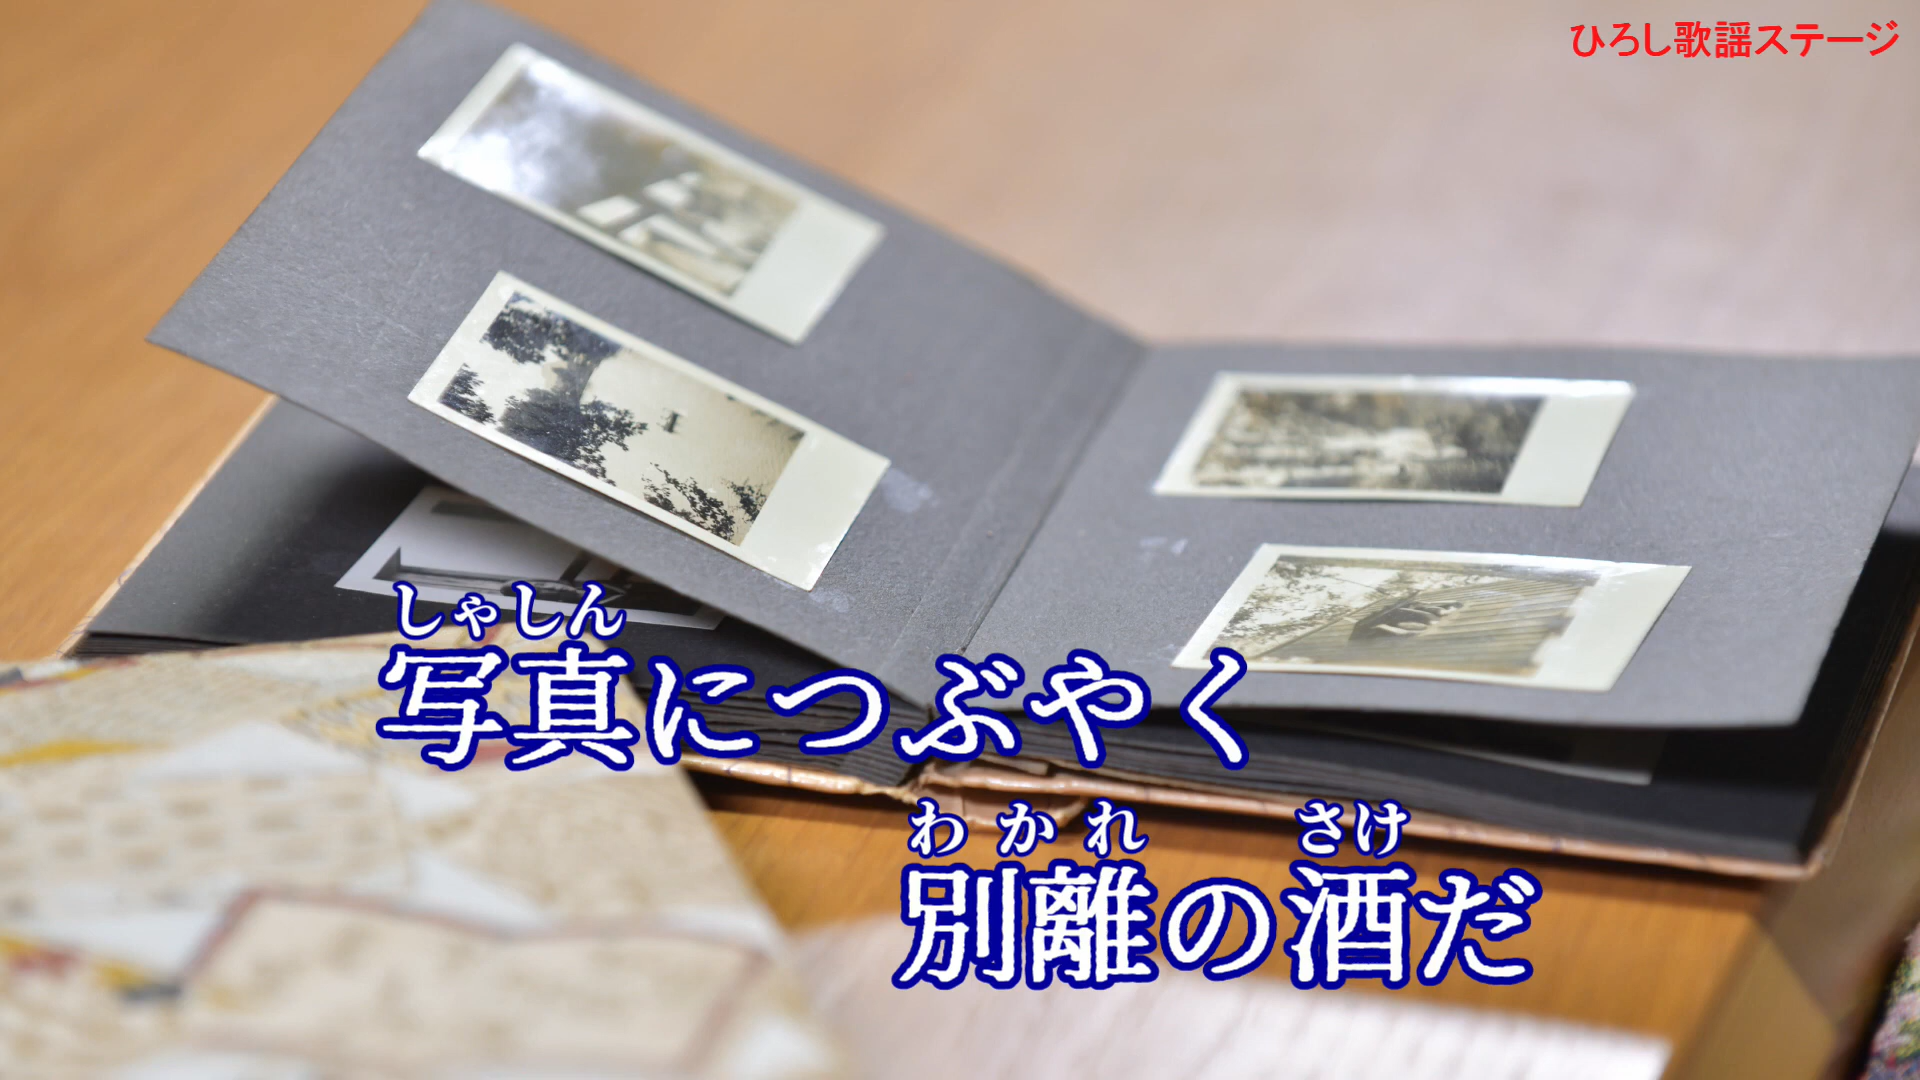 ひろし歌謡ステージ
しゃしん
写真につぶやく
わかれ さけ
別離の酒だ